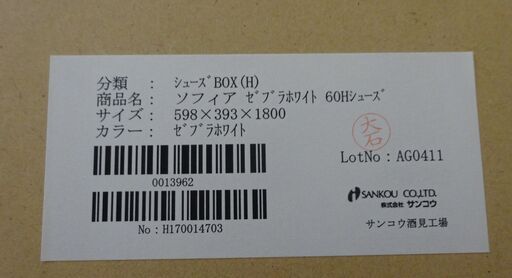 分類 : シューズBOX(H)
商品名: ソフィア ゼブラホワイト 60Hシューズ
サイズ: 598×393×1800
カラー: ゼブラホワイト
大石
LotNo:AG0411
0013962
SANKOU CO.,LTD.
株式会社 サンコウ
No:H170014703
サンコウ酒見工場